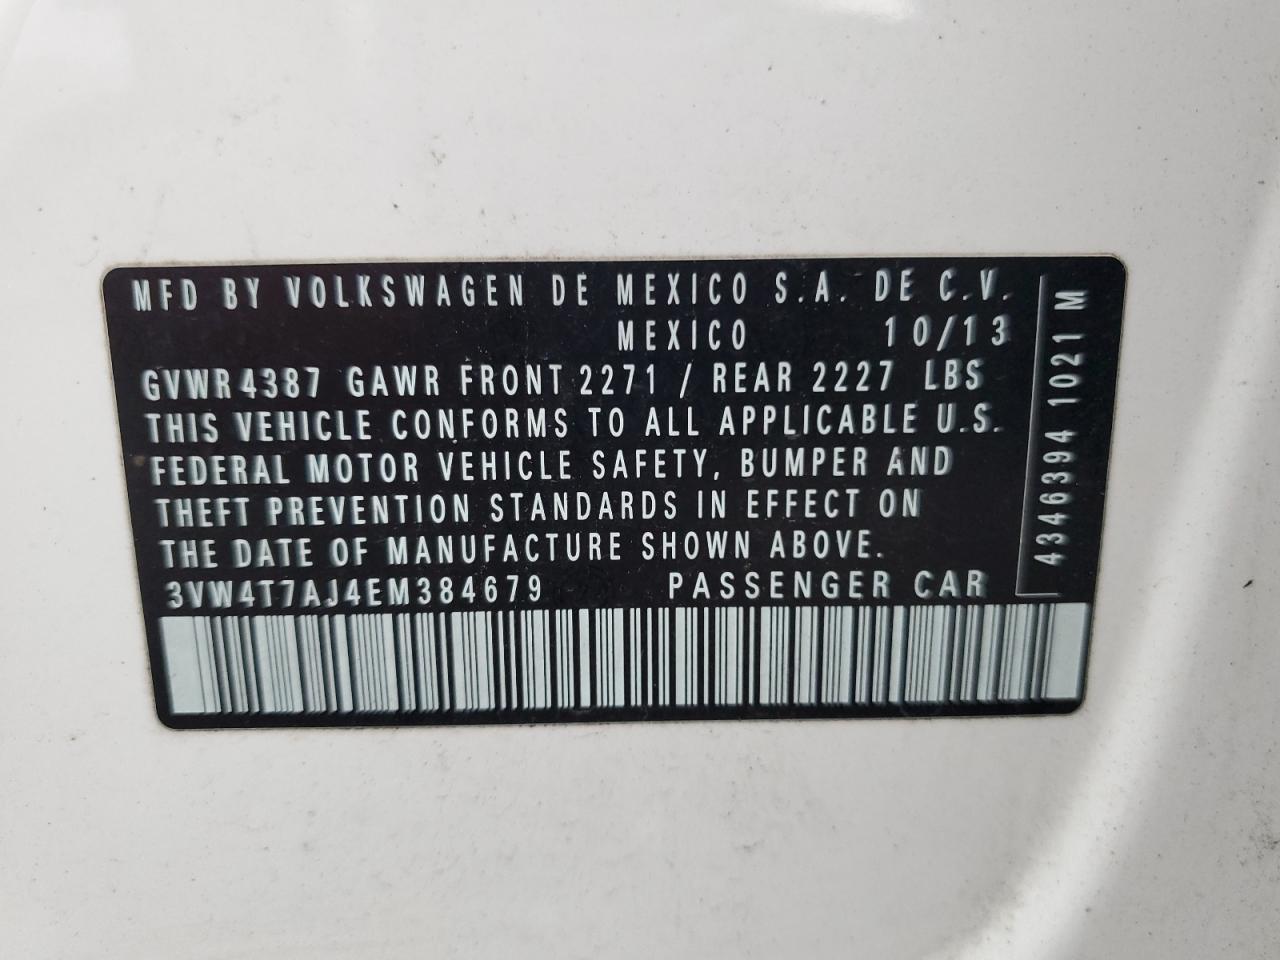 MFD BY VOLKSWAGEN DE MEXICO S.A. DE C.V.
MEXICO 10/13
GVWR 4387 GAWR FRONT 2271 / REAR 2227 LBS
THIS VEHICLE CONFORMS TO ALL APPLICABLE U.S.
FEDERAL MOTOR VEHICLE SAFETY, BUMPER AND
THEFT PREVENTION STANDARDS IN EFFECT ON
THE DATE OF MANUFACTURE SHOWN ABOVE.
3VW4T7AJ4EM384679 PASSENGER CAR
4346394 1021 M